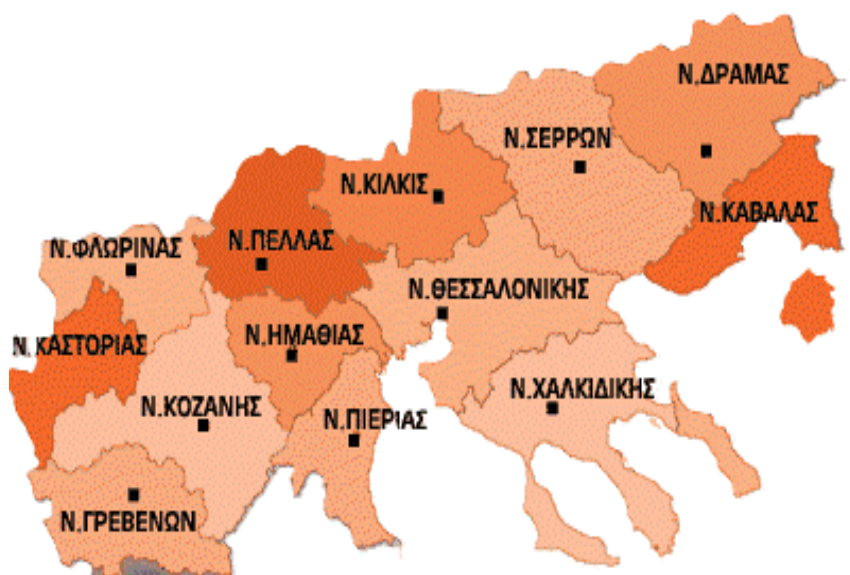 Ν.ΔΡΑΜΑΣ
Ν.ΣΕΡΡΩΝ
Ν.ΚΙΛΚΙΣ
Ν.ΚΑΒΑΛΑΣ
Ν.ΦΛΩΡΙΝΑΣ
Ν.ΠΕΛΛΑΣ
Ν.ΘΕΣΣΑΛΟΝΙΚΗΣ
Ν.ΚΑΣΤΟΡΙΑΣ
Ν.ΗΜΑΘΙΑΣ
Ν.ΧΑΛΚΙΔΙΚΗΣ
Ν.ΚΟΖΑΝΗΣ
Ν.ΠΙΕΡΙΑΣ
Ν.ΓΡΕΒΕΝΩΝ